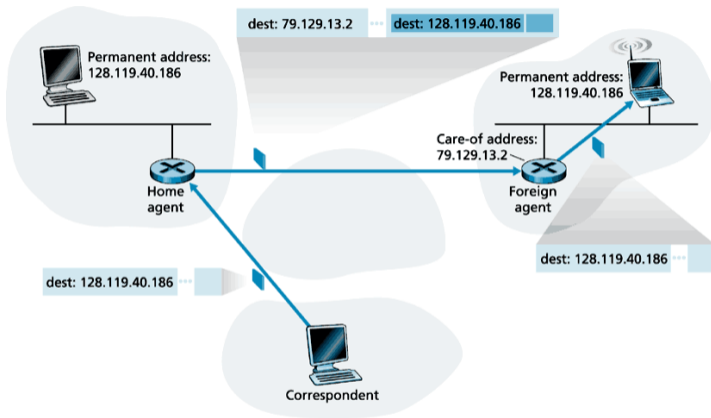 dest: 79.129.13.2 ··· dest: 128.119.40.186
Permanent address:
128.119.40.186
Permanent address:
128.119.40.186
Care-of address:
79.129.13.2
Home
agent
Foreign
agent
dest: 128.119.40.186 ···
dest: 128.119.40.186 ···
Correspondent